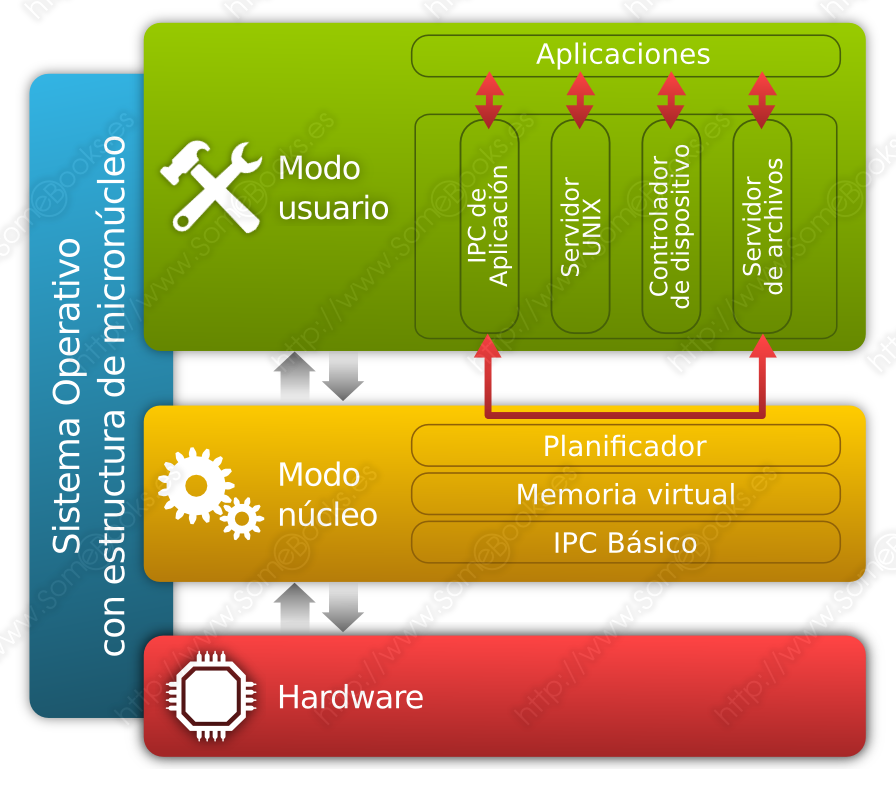 Sistema Operativo
con estructura de micronúcleo
Aplicaciones
Modo
usuario
IPC de
Aplicación
Servidor
UNIX
Controlador
de dispositivo
Servidor
de archivos
Modo
núcleo
Planificador
Memoria virtual
IPC Básico
Hardware
http://www.SomeBooks.es